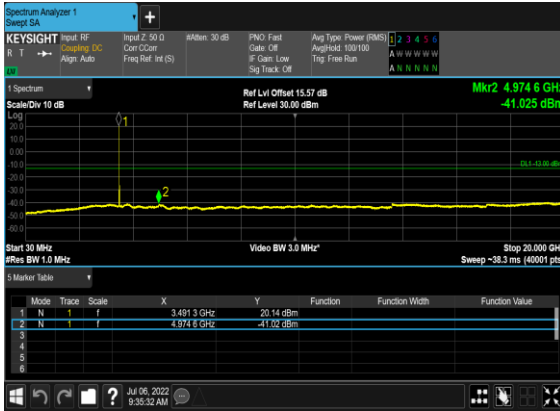 Spectrum Analyzer 1
Swept SA
+
KEYSIGHT Input: RF Input Z: 50 Ω #Atten: 30 dB PNO: Fast Avg Type: Power (RMS) 1 2 3 4 5 6
R T Coupling: DC Corr CCorr Gate: Off Avg|Hold: 100/100 A W W W W W
Align: Auto Freq Ref: Int (S) IF Gain: Low Trig: Free Run
Sig Track: Off A N N N N N
1 Spectrum Ref Lvl Offset 15.57 dB Mkr2 4.974 6 GHz
Scale/Div 10 dB Ref Level 30.00 dBm -41.025 dBm
Log
20.0
10.0
0.00
-10.0
-20.0
-30.0
-40.0
-50.0
-60.0
1
2
DL1 -13.00 dBm
Start 30 MHz Video BW 3.0 MHz* Stop 20.000 GHz
#Res BW 1.0 MHz Sweep ~38.3 ms (40001 pts)
5 Marker Table
Mode Trace Scale X Y Function Function Width Function Value
1 N 1 f 3.491 3 GHz 20.14 dBm
2 N 1 f 4.974 6 GHz -41.02 dBm
3
4
5
6
? Jul 06, 2022
9:35:32 AM